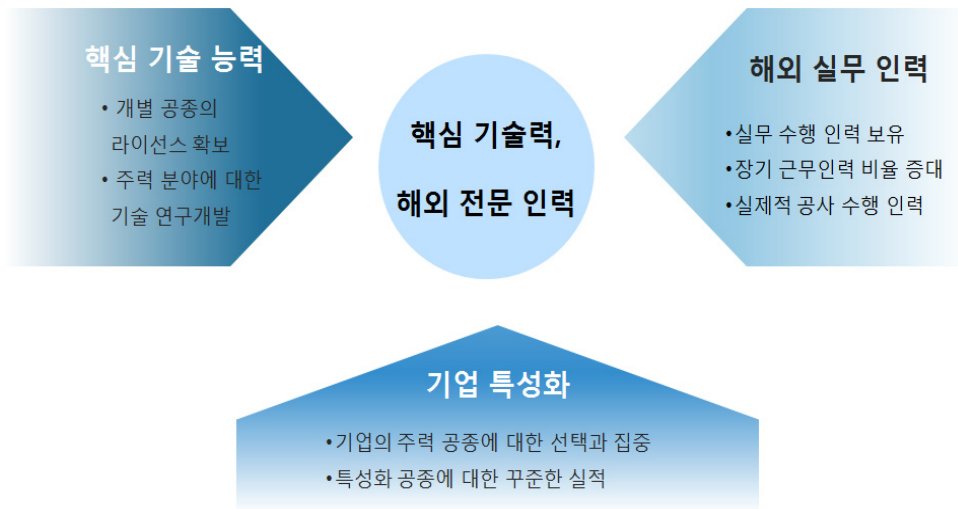 핵심 기술 능력
• 개별 공종의
라이선스 확보
• 주력 분야에 대한
기술 연구개발
핵심 기술력,
해외 전문 인력
해외 실무 인력
•실무 수행 인력 보유
•장기 근무인력 비율 증대
•실제적 공사 수행 인력
기업 특성화
•기업의 주력 공종에 대한 선택과 집중
•특성화 공종에 대한 꾸준한 실적